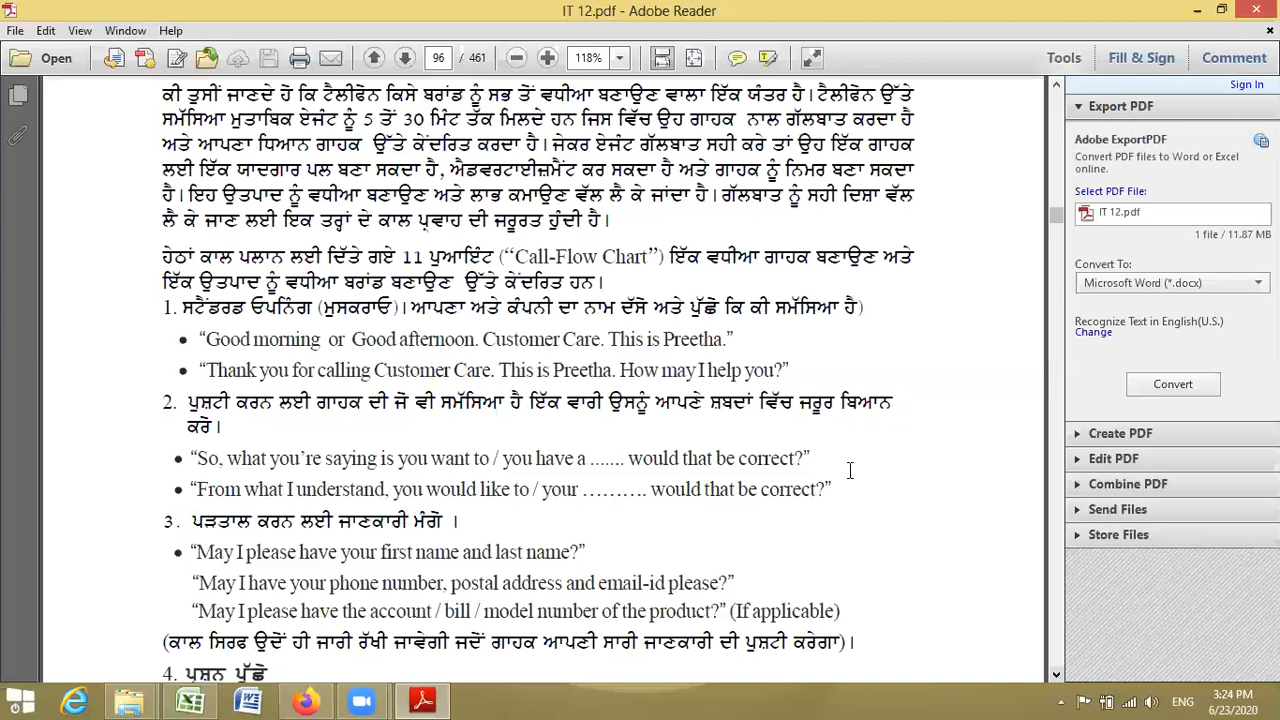 IT 12.pdf - Adobe Reader
File Edit View Window Help
Open 96 / 461 118% Tools Fill & Sign Comment
Sign In
ਕੀ ਤੁਸੀਂ ਜਾਣਦੇ ਹੋ ਕਿ ਟੈਲੀਫੋਨ ਕਿਸੇ ਬਰਾਂਡ ਨੂੰ ਸਭ ਤੋਂ ਵਧੀਆ ਬਣਾਉਣ ਵਾਲਾ ਇੱਕ ਯੰਤਰ ਹੈ। ਟੈਲੀਫੋਨ ਉੱਤੇ
ਸਮੱਸਿਆ ਮੁਤਾਬਿਕ ਏਜੰਟ ਨੂੰ 5 ਤੋਂ 30 ਮਿੰਟ ਤੱਕ ਮਿਲਦੇ ਹਨ ਜਿਸ ਵਿੱਚ ਉਹ ਗਾਹਕ ਨਾਲ ਗੱਲਬਾਤ ਕਰਦਾ ਹੈ
ਅਤੇ ਆਪਣਾ ਧਿਆਨ ਗਾਹਕ ਉੱਤੇ ਕੇਂਦਰਿਤ ਕਰਦਾ ਹੈ। ਜੇਕਰ ਏਜੰਟ ਗੱਲਬਾਤ ਸਹੀ ਕਰੇ ਤਾਂ ਉਹ ਇੱਕ ਗਾਹਕ
ਲਈ ਇੱਕ ਯਾਦਗਾਰ ਪਲ ਬਣਾ ਸਕਦਾ ਹੈ, ਐਡਵਰਟਾਈਜ਼ਮੈਂਟ ਕਰ ਸਕਦਾ ਹੈ ਅਤੇ ਗਾਹਕ ਨੂੰ ਨਿਮਰ ਬਣਾ ਸਕਦਾ
ਹੈ। ਇਹ ਉਤਪਾਦ ਨੂੰ ਵਧੀਆ ਬਣਾਉਣ ਅਤੇ ਲਾਭ ਕਮਾਉਣ ਵੱਲ ਲੈ ਕੇ ਜਾਂਦਾ ਹੈ। ਗੱਲਬਾਤ ਨੂੰ ਸਹੀ ਦਿਸ਼ਾ ਵੱਲ
ਲੈ ਕੇ ਜਾਣ ਲਈ ਇਕ ਤਰ੍ਹਾਂ ਦੇ ਕਾਲ ਪ੍ਰਵਾਹ ਦੀ ਜਰੂਰਤ ਹੁੰਦੀ ਹੈ।
ਹੇਠਾਂ ਕਾਲ ਪਲਾਨ ਲਈ ਦਿੱਤੇ ਗਏ 11 ਪੁਆਇੰਟ (“Call-Flow Chart”) ਇੱਕ ਵਧੀਆ ਗਾਹਕ ਬਣਾਉਣ ਅਤੇ
ਇੱਕ ਉਤਪਾਦ ਨੂੰ ਵਧੀਆ ਬਰਾਂਡ ਬਣਾਉਣ ਉੱਤੇ ਕੇਂਦਰਿਤ ਹਨ।
1. ਸਟੈਂਡਰਡ ਓਪਨਿੰਗ (ਮੁਸਕਰਾਓ)। ਆਪਣਾ ਅਤੇ ਕੰਪਨੀ ਦਾ ਨਾਮ ਦੱਸੋ ਅਤੇ ਪੁੱਛੋ ਕਿ ਕੀ ਸਮੱਸਿਆ ਹੈ)
• “Good morning or Good afternoon. Customer Care. This is Preetha.”
• “Thank you for calling Customer Care. This is Preetha. How may I help you?”
2. ਪੁਸ਼ਟੀ ਕਰਨ ਲਈ ਗਾਹਕ ਦੀ ਜੋ ਵੀ ਸਮੱਸਿਆ ਹੈ ਇੱਕ ਵਾਰੀ ਉਸਨੂੰ ਆਪਣੇ ਸ਼ਬਦਾਂ ਵਿੱਚ ਜਰੂਰ ਬਿਆਨ
ਕਰੋ।
• “So, what you’re saying is you want to / you have a ....... would that be correct?”
• “From what I understand, you would like to / your ………. would that be correct?”
3. ਪੜਤਾਲ ਕਰਨ ਲਈ ਜਾਣਕਾਰੀ ਮੰਗੋ ।
• “May I please have your first name and last name?”
“May I have your phone number, postal address and email-id please?”
“May I please have the account / bill / model number of the product?” (If applicable)
(ਕਾਲ ਸਿਰਫ ਉਦੋਂ ਹੀ ਜਾਰੀ ਰੱਖੀ ਜਾਵੇਗੀ ਜਦੋਂ ਗਾਹਕ ਆਪਣੀ ਸਾਰੀ ਜਾਣਕਾਰੀ ਦੀ ਪੁਸ਼ਟੀ ਕਰੇਗਾ)।
4. ਪ੍ਰਸ਼ਨ ਪੁੱਛੋ
Export PDF
Adobe ExportPDF
Convert PDF files to Word or Excel
online.
Select PDF File:
IT 12.pdf
1 file / 11.87 MB
Convert To:
Microsoft Word (*.docx)
Recognize Text in English(U.S.)
Change
Convert
Create PDF
Edit PDF
Combine PDF
Send Files
Store Files
ENG
3:24 PM
6/23/2020